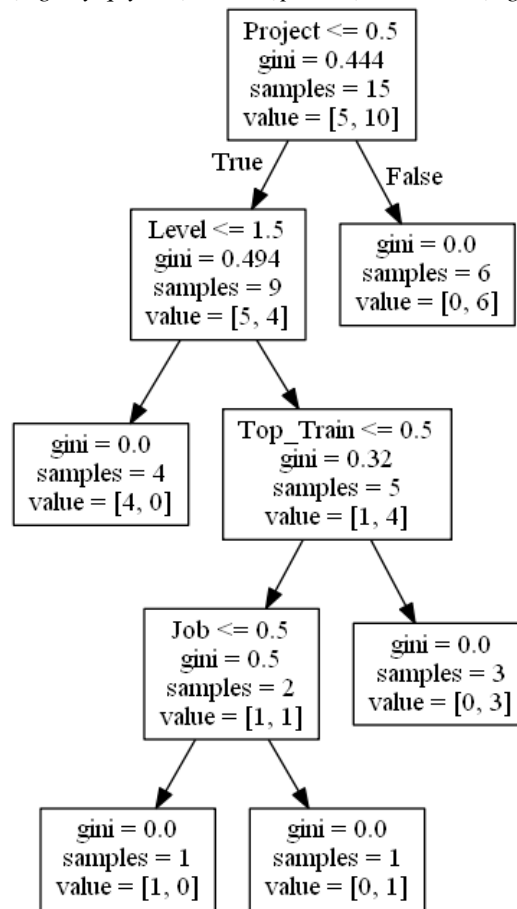 Project <= 0.5
gini = 0.444
samples = 15
value = [5, 10]
True
False
Level <= 1.5
gini = 0.494
samples = 9
value = [5, 4]
gini = 0.0
samples = 6
value = [0, 6]
gini = 0.0
samples = 4
value = [4, 0]
Top_Train <= 0.5
gini = 0.32
samples = 5
value = [1, 4]
Job <= 0.5
gini = 0.5
samples = 2
value = [1, 1]
gini = 0.0
samples = 3
value = [0, 3]
gini = 0.0
samples = 1
value = [1, 0]
gini = 0.0
samples = 1
value = [0, 1]